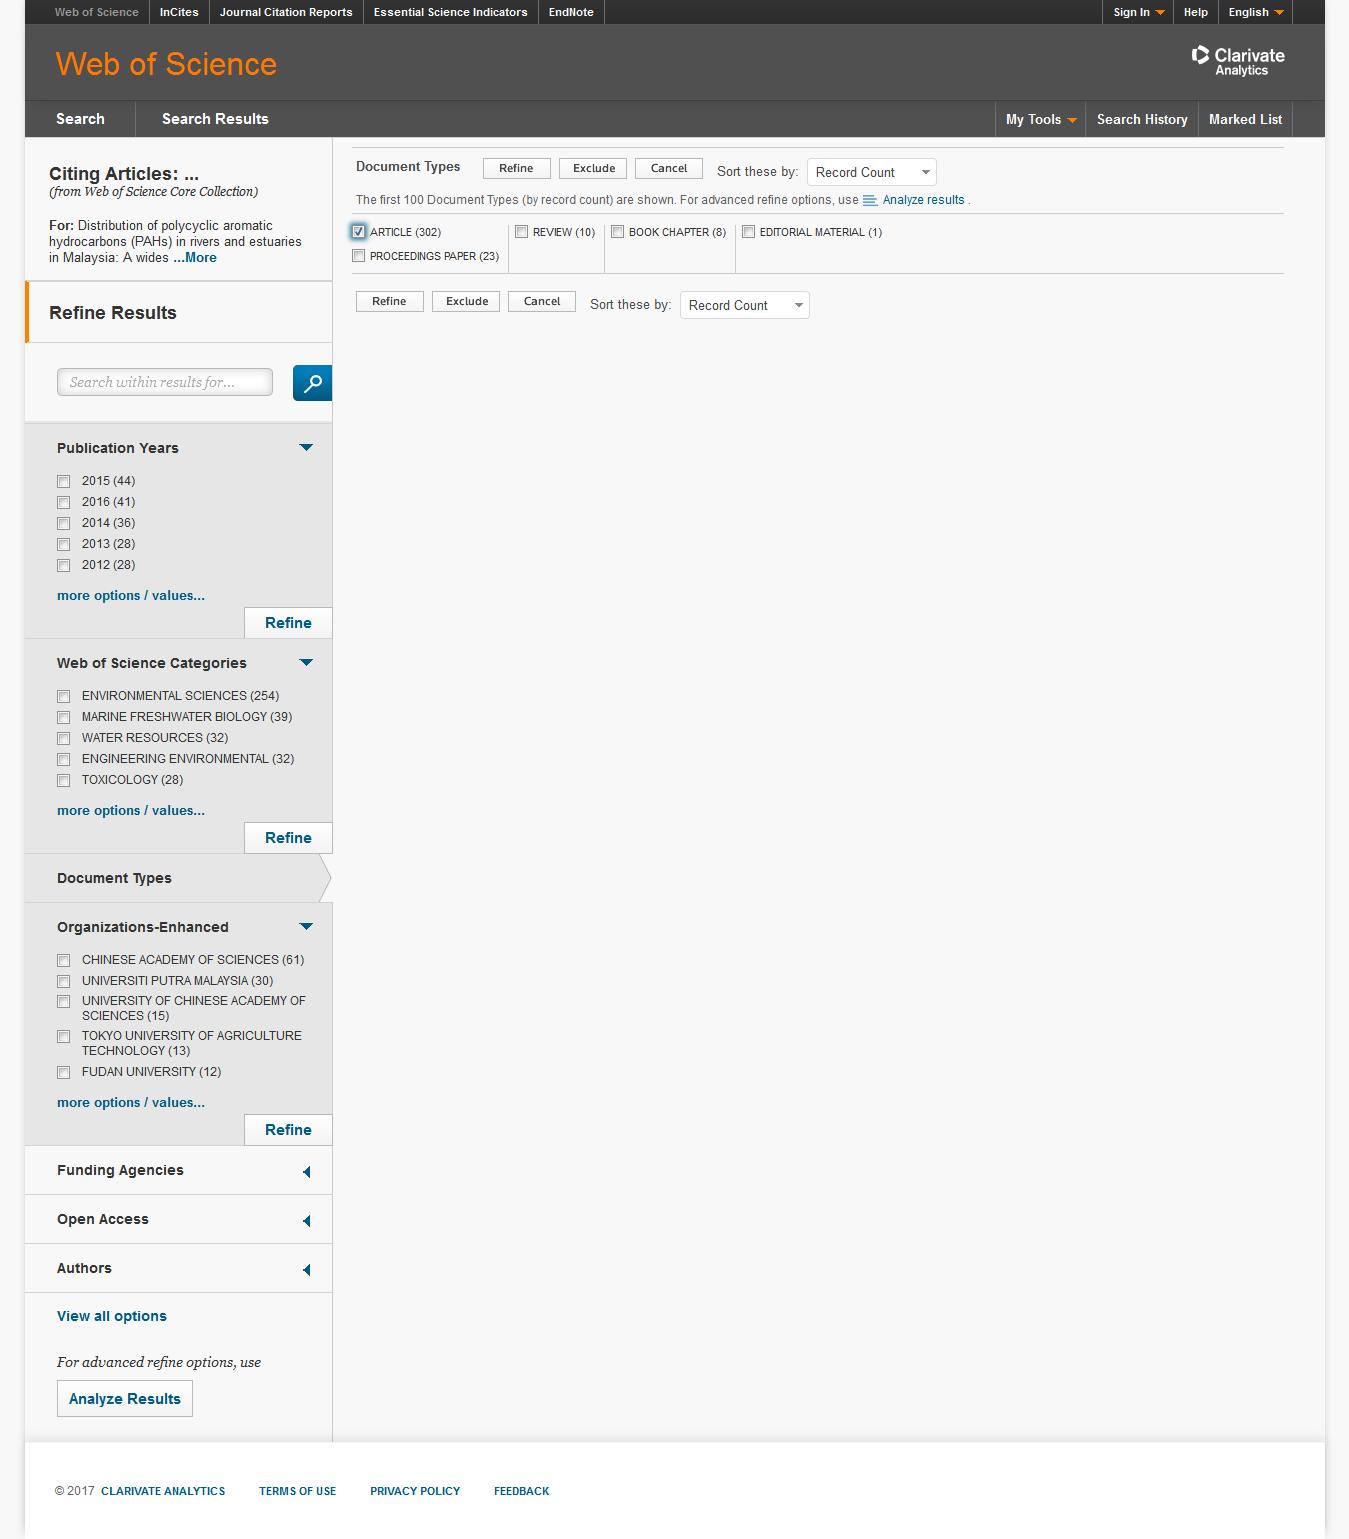 Web of Science InCites Journal Citation Reports Essential Science Indicators EndNote Sign In Help English
Web of Science
Clarivate
Analytics
Search Search Results My Tools Search History Marked List
Citing Articles: ...
(from Web of Science Core Collection)
For: Distribution of polycyclic aromatic
hydrocarbons (PAHs) in rivers and estuaries
in Malaysia: A wides ...More
Refine Results
Search within results for...
Publication Years
2015 (44)
2016 (41)
2014 (36)
2013 (28)
2012 (28)
more options / values...
Refine
Web of Science Categories
ENVIRONMENTAL SCIENCES (254)
MARINE FRESHWATER BIOLOGY (39)
WATER RESOURCES (32)
ENGINEERING ENVIRONMENTAL (32)
TOXICOLOGY (28)
more options / values...
Refine
Document Types
Organizations-Enhanced
CHINESE ACADEMY OF SCIENCES (61)
UNIVERSITI PUTRA MALAYSIA (30)
UNIVERSITY OF CHINESE ACADEMY OF
SCIENCES (15)
TOKYO UNIVERSITY OF AGRICULTURE
TECHNOLOGY (13)
FUDAN UNIVERSITY (12)
more options / values...
Refine
Funding Agencies
Open Access
Authors
View all options
For advanced refine options, use
Analyze Results
Document Types Refine Exclude Cancel Sort these by: Record Count
The first 100 Document Types (by record count) are shown. For advanced refine options, use Analyze results .
ARTICLE (302) REVIEW (10) BOOK CHAPTER (8) EDITORIAL MATERIAL (1)
PROCEEDINGS PAPER (23)
Refine Exclude Cancel Sort these by: Record Count
© 2017 CLARIVATE ANALYTICS TERMS OF USE PRIVACY POLICY FEEDBACK